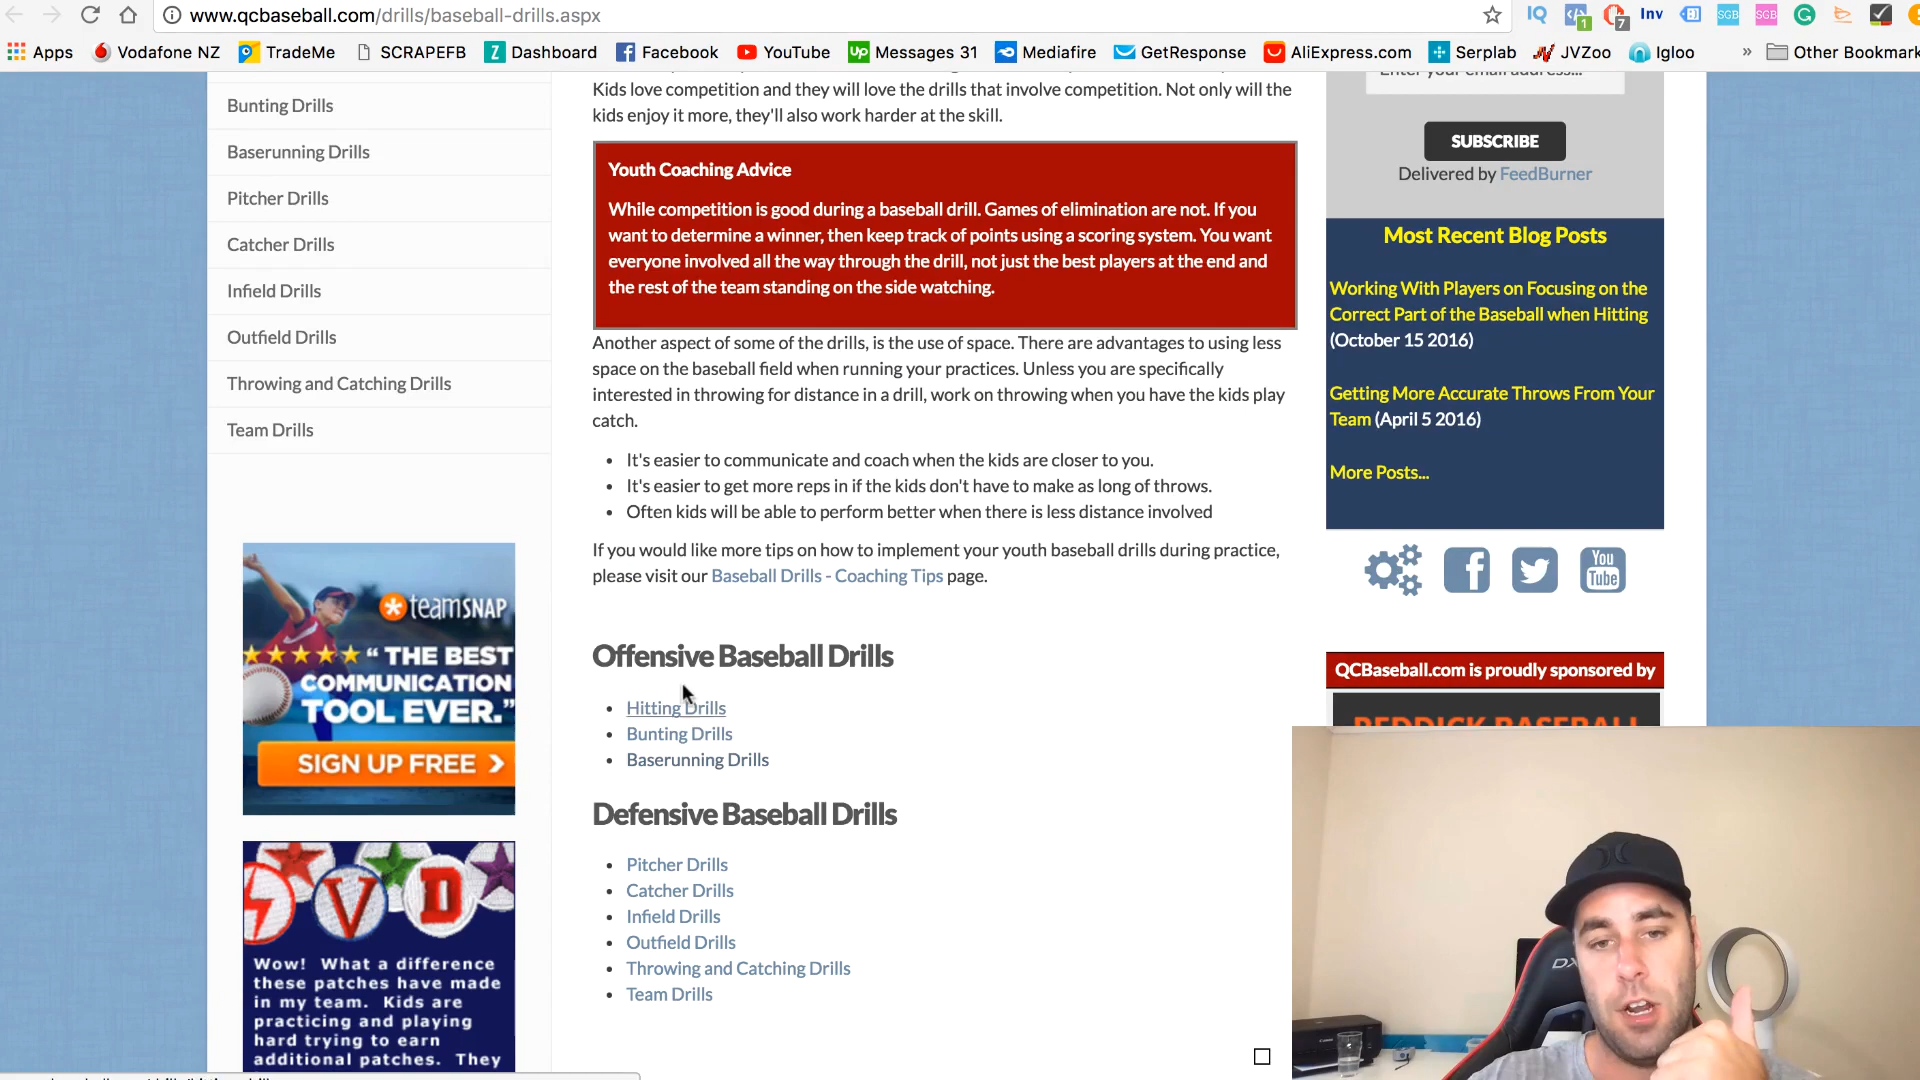 www.qcbaseball.com/drills/baseball-drills.aspx
IQ
1
7
Inv
SGB
SGB
Apps
Vodafone NZ
TradeMe
SCRAPEFB
Z Dashboard
Facebook
YouTube
Up Messages 31
Mediafire
GetResponse
AliExpress.com
Serplab
JVZoo
Igloo
»
Other Bookmark
Bunting Drills
Baserunning Drills
Pitcher Drills
Catcher Drills
Infield Drills
Outfield Drills
Throwing and Catching Drills
Team Drills
teamSNAP
"THE BEST
COMMUNICATION
TOOL EVER."
SIGN UP FREE >
V D
Wow! What a difference
these patches have made
in my team. Kids are
practicing and playing
hard trying to earn
additional patches. They
Kids love competition and they will love the drills that involve competition. Not only will the
kids enjoy it more, they'll also work harder at the skill.
Youth Coaching Advice
While competition is good during a baseball drill. Games of elimination are not. If you
want to determine a winner, then keep track of points using a scoring system. You want
everyone involved all the way through the drill, not just the best players at the end and
the rest of the team standing on the side watching.
Another aspect of some of the drills, is the use of space. There are advantages to using less
space on the baseball field when running your practices. Unless you are specifically
interested in throwing for distance in a drill, work on throwing when you have the kids play
catch.
• It's easier to communicate and coach when the kids are closer to you.
• It's easier to get more reps in if the kids don't have to make as long of throws.
• Often kids will be able to perform better when there is less distance involved
If you would like more tips on how to implement your youth baseball drills during practice,
please visit our Baseball Drills - Coaching Tips page.
Offensive Baseball Drills
• Hitting Drills
• Bunting Drills
• Baserunning Drills
Defensive Baseball Drills
• Pitcher Drills
• Catcher Drills
• Infield Drills
• Outfield Drills
• Throwing and Catching Drills
• Team Drills
Enter your email address...
SUBSCRIBE
Delivered by FeedBurner
Most Recent Blog Posts
Working With Players on Focusing on the
Correct Part of the Baseball when Hitting
(October 15 2016)
Getting More Accurate Throws From Your
Team (April 5 2016)
More Posts...
You
Tube
QCBaseball.com is proudly sponsored by
REDDICK BASEBALL
DX